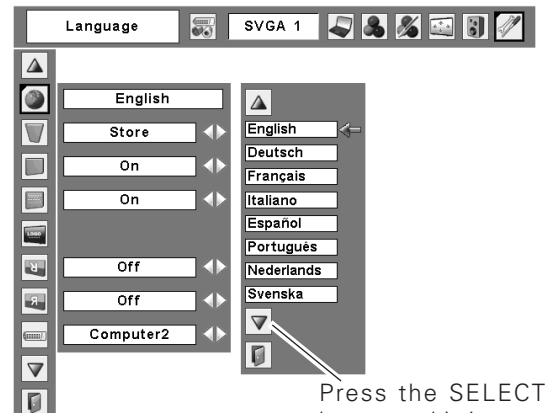 Language
SVGA 1
English
Store
On
On
Off
Off
Computer2
English
Deutsch
Français
Italiano
Español
Português
Nederlands
Svenska
LOGO
R
R
Press the SELECT